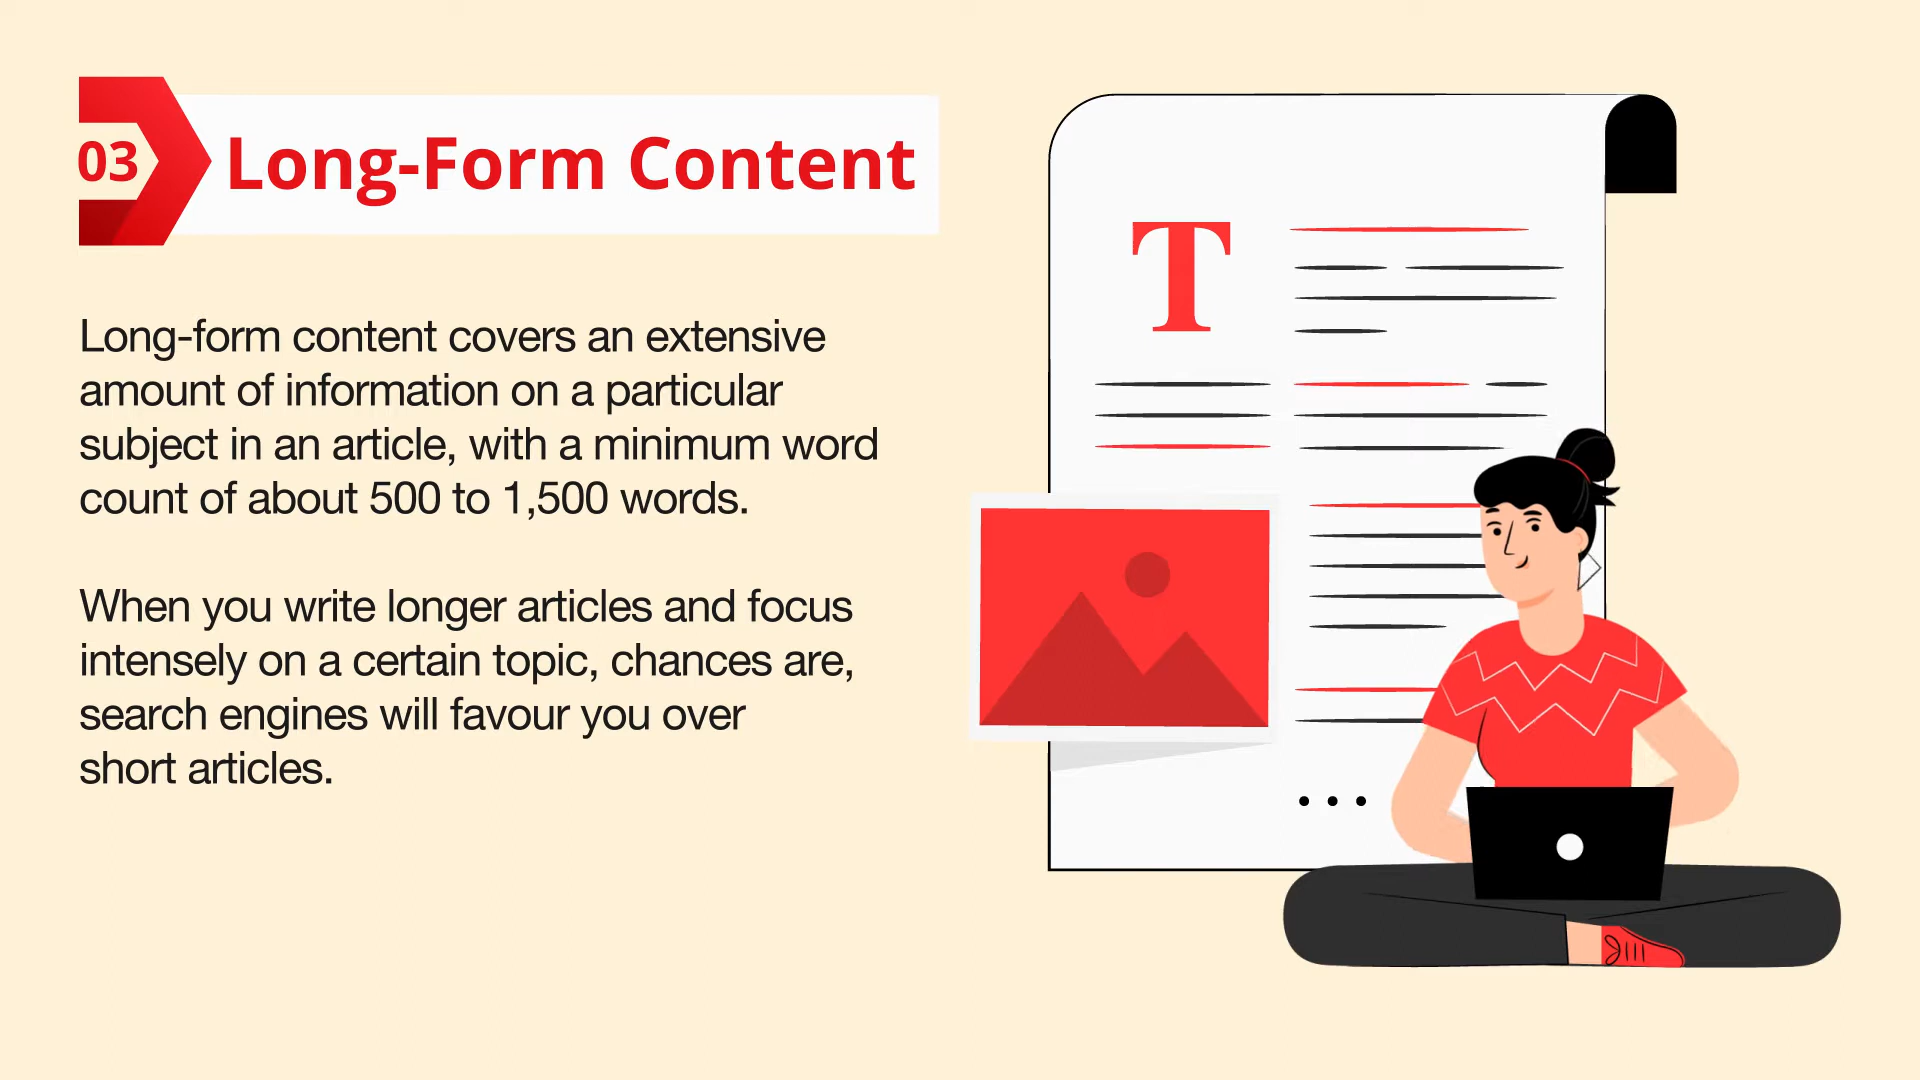 03
Long-Form Content
Long-form content covers an extensive
amount of information on a particular
subject in an article, with a minimum word
count of about 500 to 1,500 words.
When you write longer articles and focus
intensely on a certain topic, chances are,
search engines will favour you over
short articles.
T